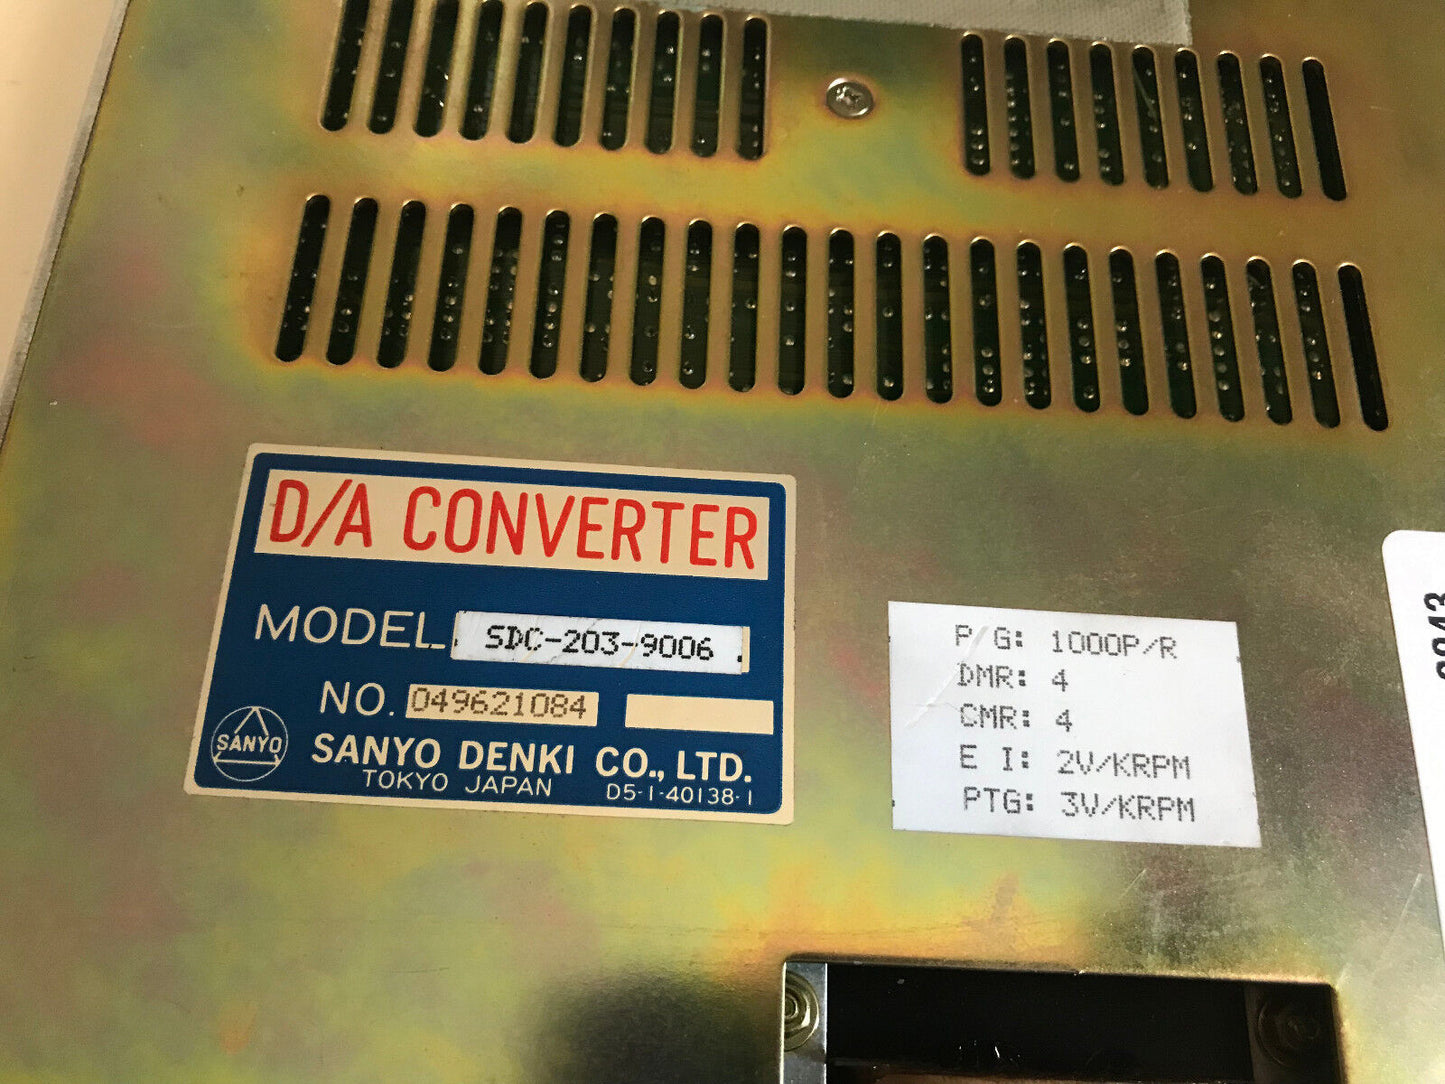 D/A CONVERTER
MODEL SDC-203-9006
NO. 049621084
SANYO
SANYO DENKI CO., LTD.
TOKYO JAPAN D5-1-40138-1
P/G: 1000P/R
DMR: 4
CMR: 4
E I: 2V/KRPM
PTG: 3V/KRPM